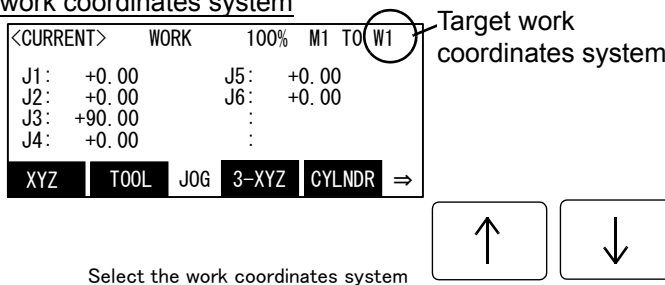 work coordinates system
<CURRENT> WORK 100% M1 T0 W1
Target work
coordinates system
J1: +0.00 J5: +0.00
J2: +0.00 J6: +0.00
J3: +90.00 :
J4: +0.00 :
XYZ TOOL JOG 3-XYZ CYLNDR ⇒
↑ ↓
Select the work coordinates system